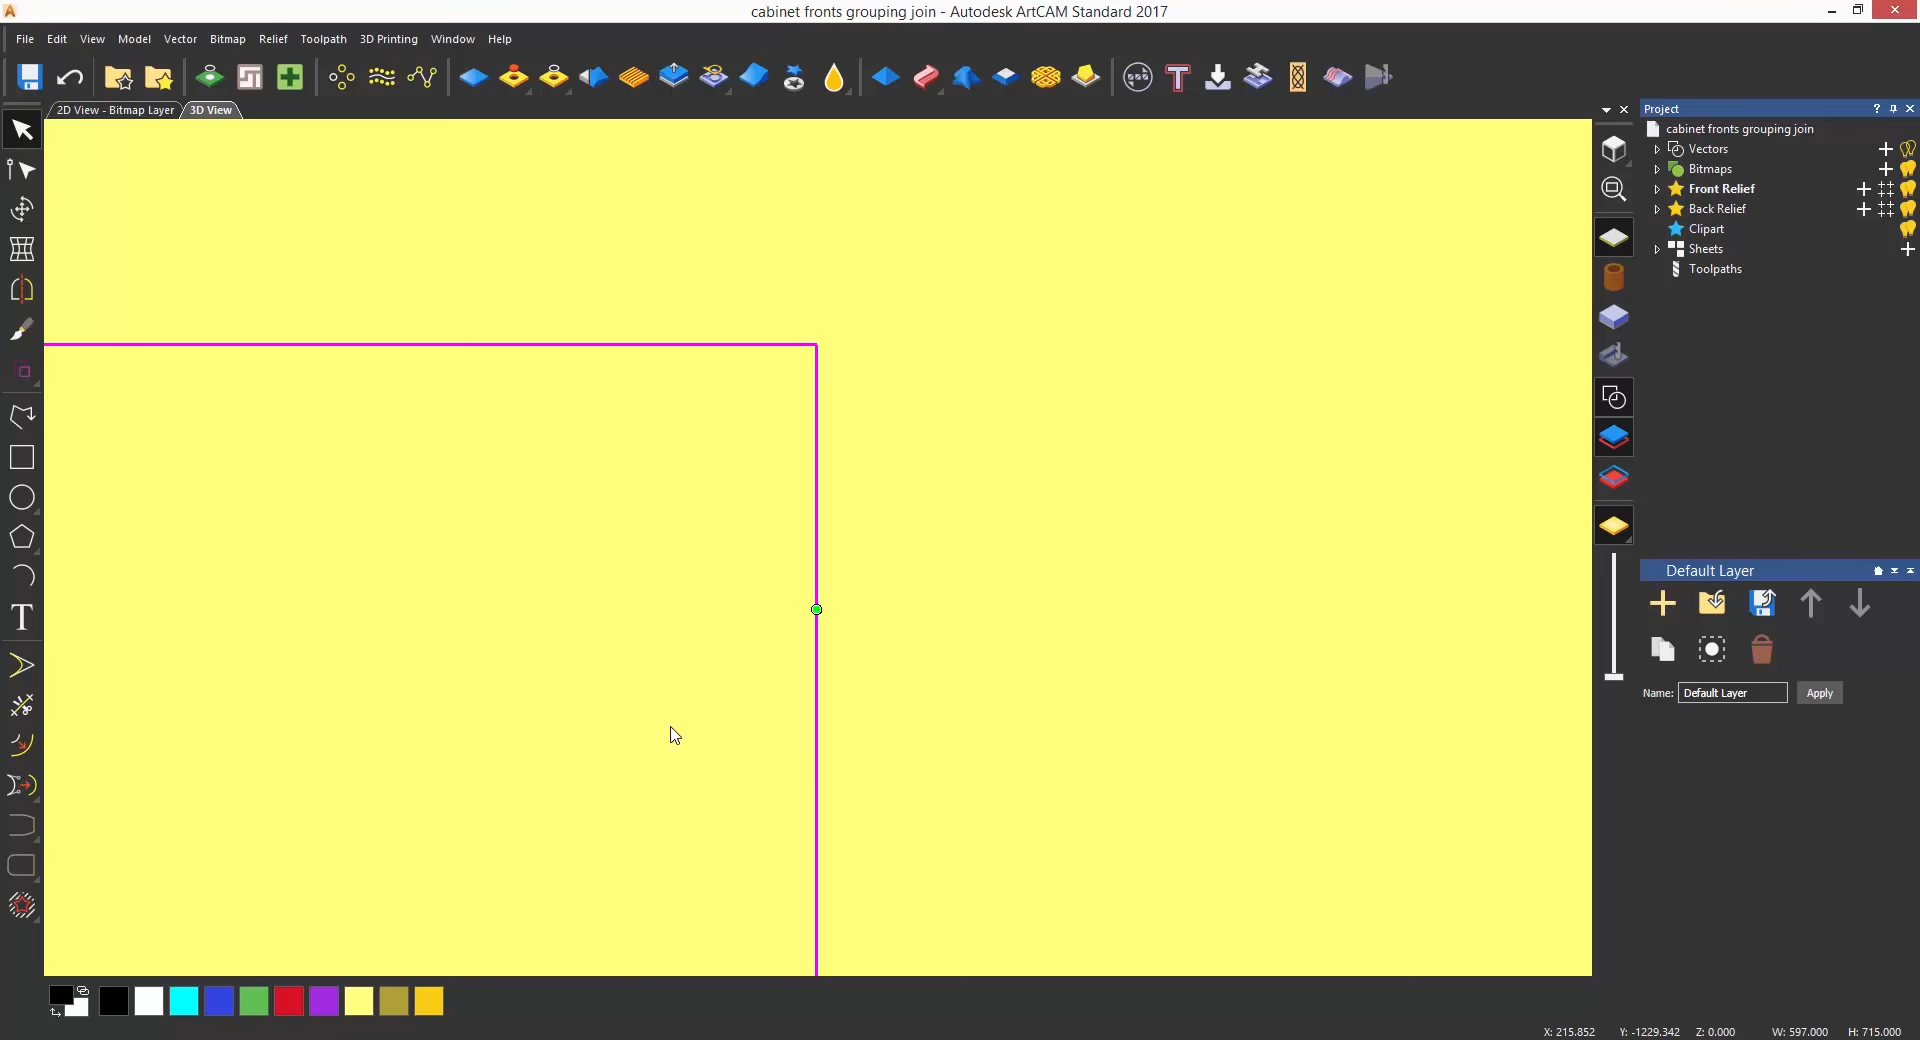 cabinet fronts grouping join - Autodesk ArtCAM Standard 2017
File Edit View Model Vector Bitmap Relief Toolpath 3D Printing Window Help
2D View - Bitmap Layer 3D View
Project
cabinet fronts grouping join
Vectors
Bitmaps
Front Relief
Back Relief
Clipart
Sheets
Toolpaths
Default Layer
Name: Default Layer Apply
X: 215.852 Y: -1229.342 Z: 0.000 W: 597.000 H: 715.000